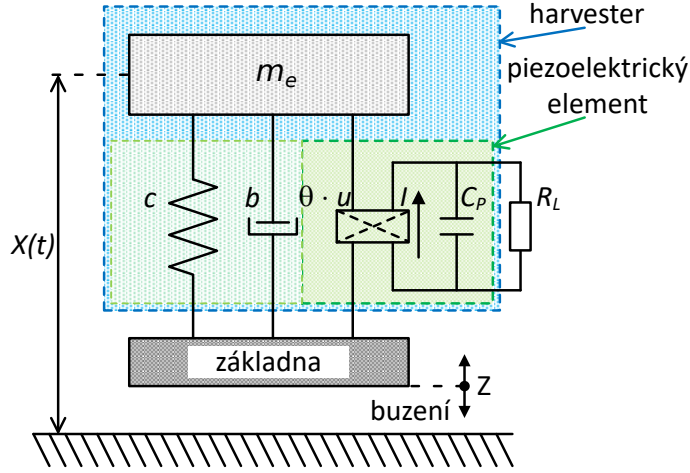 harvester
piezoelektrický
element
m_e
c
b
θ · u
I
C_P
R_L
X(t)
základna
Z
buzení